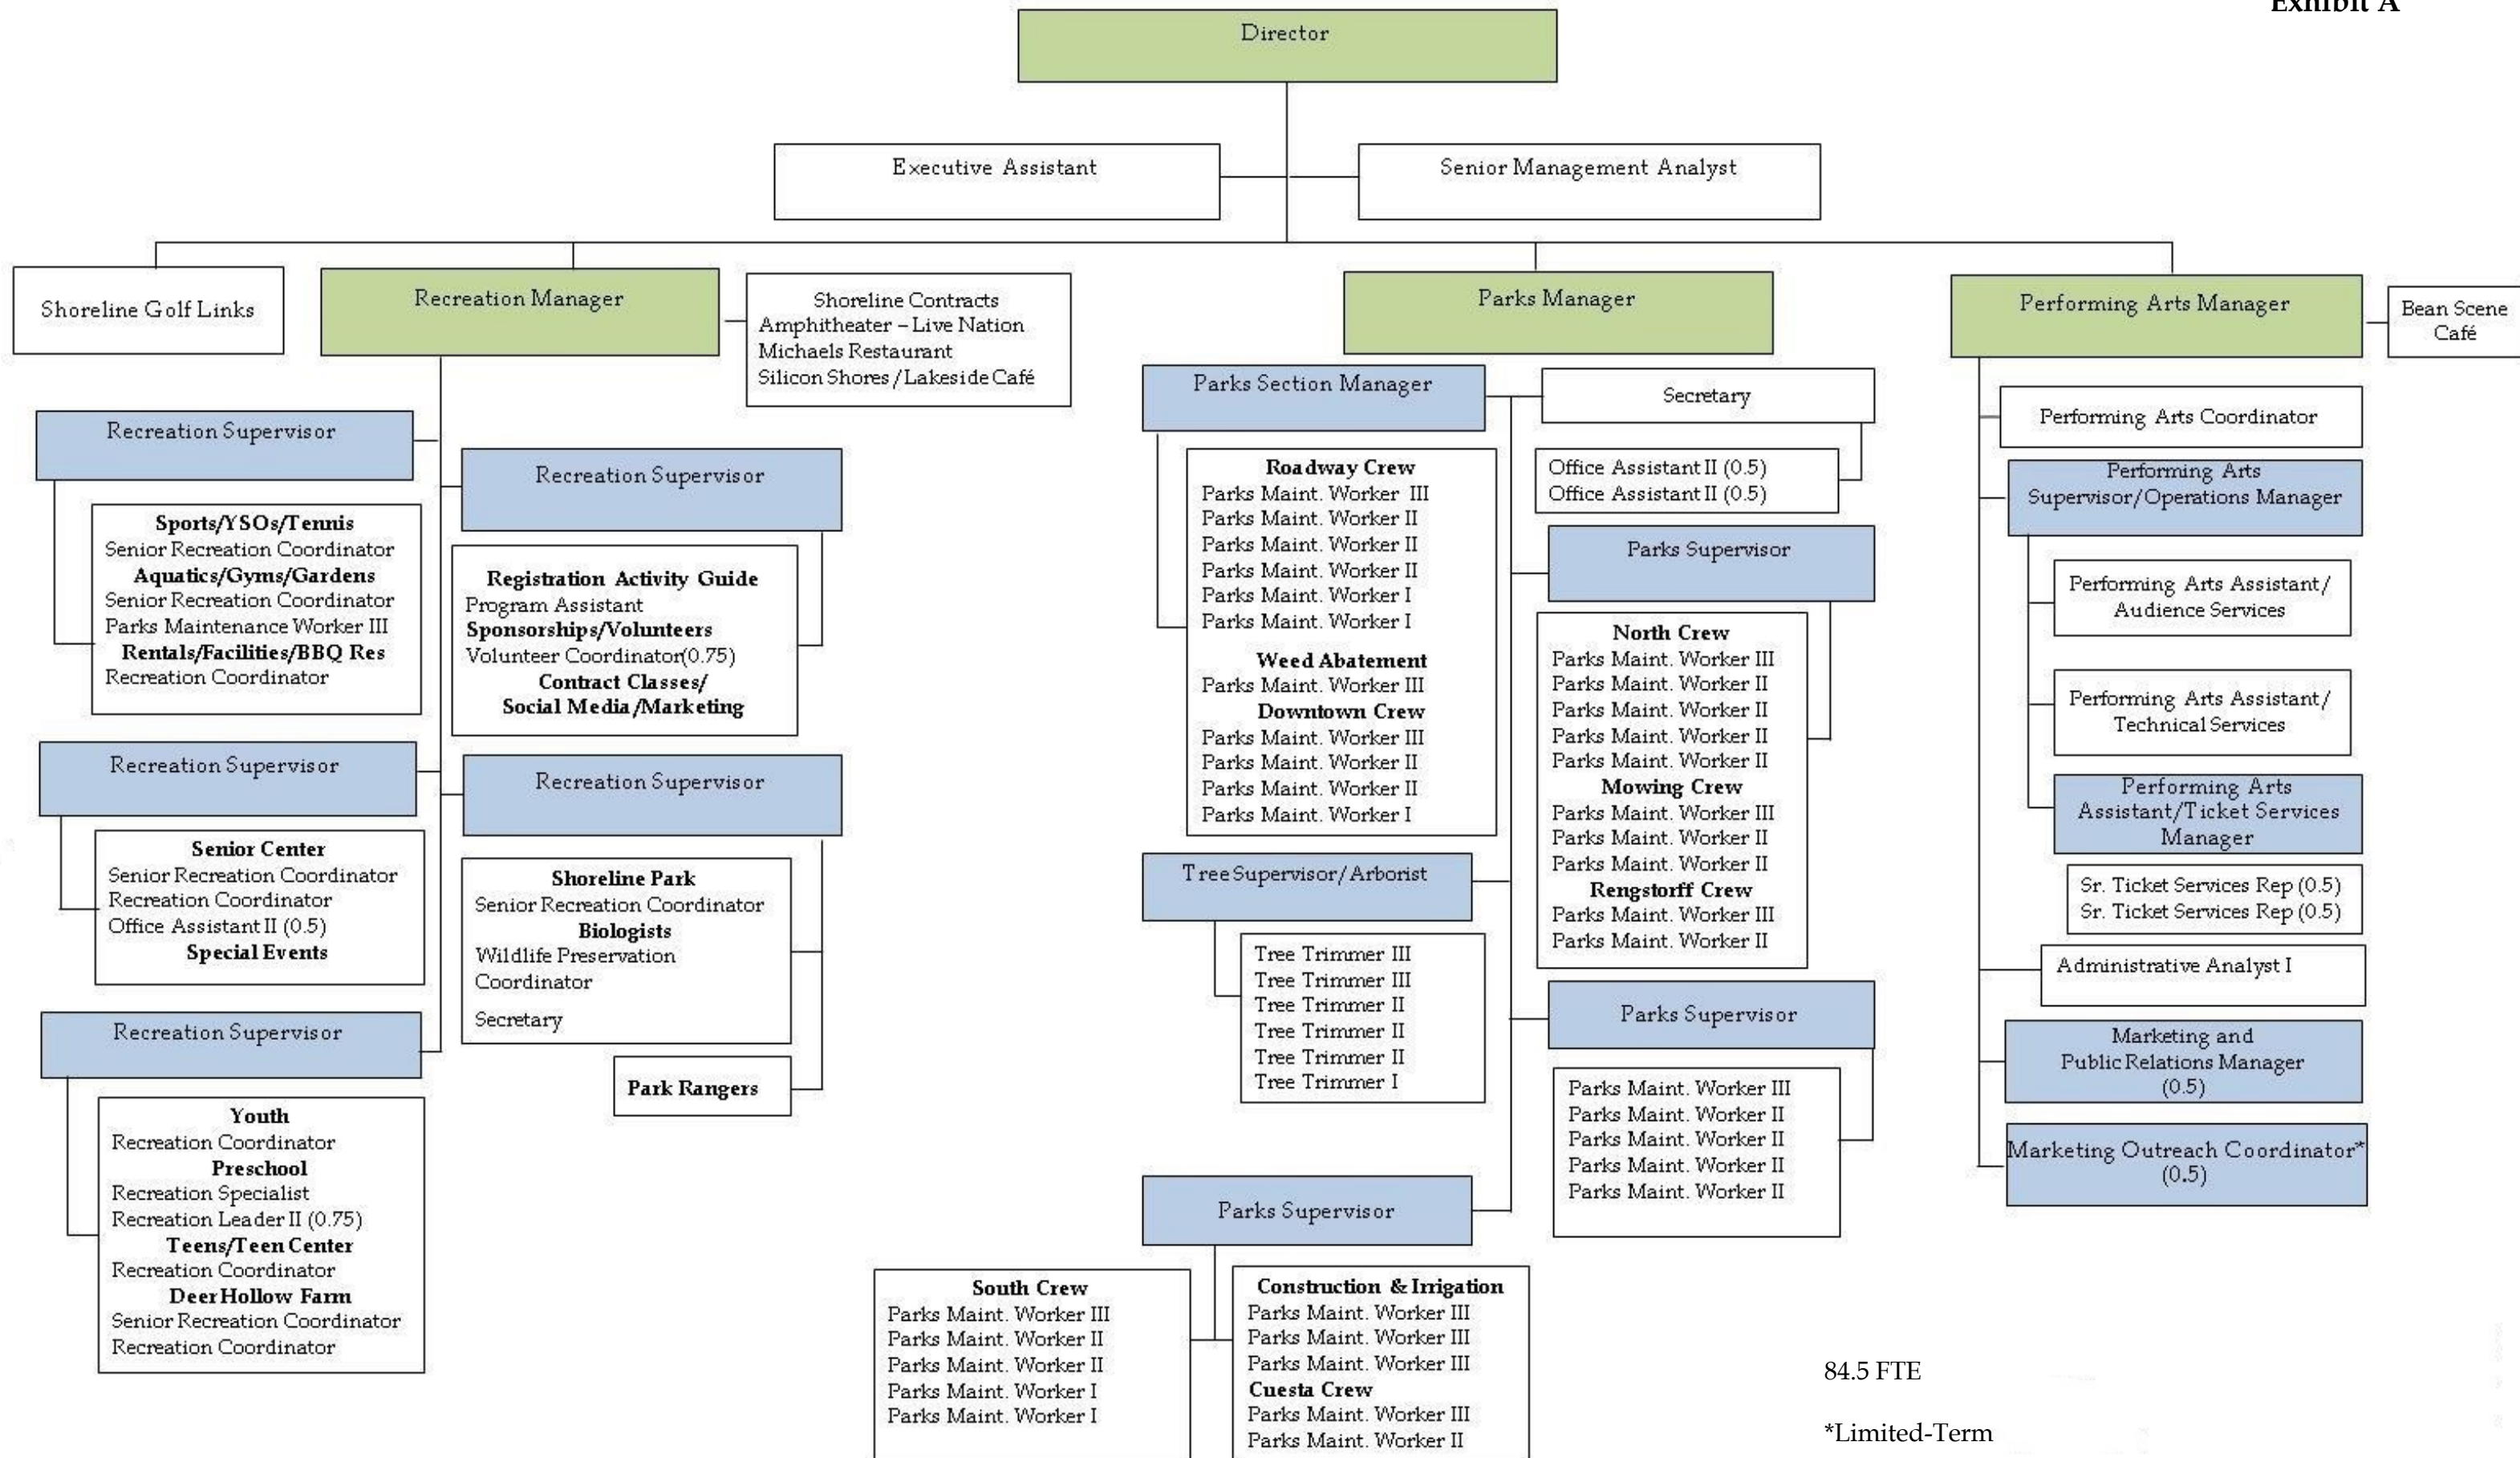 Exhibit A
Director
Executive Assistant
Senior Management Analyst
Shoreline Golf Links
Recreation Manager
Shoreline Contracts
Amphitheater – Live Nation
Michaels Restaurant
Silicon Shores/Lakeside Café
Parks Manager
Performing Arts Manager
Bean Scene
Café
Recreation Supervisor
Sports/YSOs/Tennis
Senior Recreation Coordinator
Aquatics/Gyms/Gardens
Senior Recreation Coordinator
Parks Maintenance Worker III
Rentals/Facilities/BBQ Res
Recreation Coordinator
Recreation Supervisor
Registration Activity Guide
Program Assistant
Sponsorships/Volunteers
Volunteer Coordinator(0.75)
Contract Classes/
Social Media/Marketing
Recreation Supervisor
Senior Center
Senior Recreation Coordinator
Recreation Coordinator
Office Assistant II (0.5)
Special Events
Recreation Supervisor
Shoreline Park
Senior Recreation Coordinator
Biologists
Wildlife Preservation
Coordinator
Secretary
Park Rangers
Recreation Supervisor
Youth
Recreation Coordinator
Preschool
Recreation Specialist
Recreation Leader II (0.75)
Teens/Teen Center
Recreation Coordinator
Deer Hollow Farm
Senior Recreation Coordinator
Recreation Coordinator
Parks Section Manager
Secretary
Office Assistant II (0.5)
Office Assistant II (0.5)
Roadway Crew
Parks Maint. Worker III
Parks Maint. Worker II
Parks Maint. Worker II
Parks Maint. Worker II
Parks Maint. Worker I
Parks Maint. Worker I
Weed Abatement
Parks Maint. Worker III
Downtown Crew
Parks Maint. Worker III
Parks Maint. Worker II
Parks Maint. Worker II
Parks Maint. Worker I
Parks Supervisor
North Crew
Parks Maint. Worker III
Parks Maint. Worker II
Parks Maint. Worker II
Parks Maint. Worker II
Parks Maint. Worker II
Mowing Crew
Parks Maint. Worker III
Parks Maint. Worker II
Parks Maint. Worker II
Rengstorff Crew
Parks Maint. Worker III
Parks Maint. Worker II
Tree Supervisor/Arborist
Tree Trimmer III
Tree Trimmer III
Tree Trimmer II
Tree Trimmer II
Tree Trimmer II
Tree Trimmer I
Parks Supervisor
Parks Maint. Worker III
Parks Maint. Worker II
Parks Maint. Worker II
Parks Maint. Worker II
Parks Maint. Worker II
Parks Supervisor
South Crew
Parks Maint. Worker III
Parks Maint. Worker II
Parks Maint. Worker II
Parks Maint. Worker I
Parks Maint. Worker I
Construction & Irrigation
Parks Maint. Worker III
Parks Maint. Worker III
Parks Maint. Worker III
Cuesta Crew
Parks Maint. Worker III
Parks Maint. Worker II
Performing Arts Coordinator
Performing Arts
Supervisor/Operations Manager
Performing Arts Assistant/
Audience Services
Performing Arts Assistant/
Technical Services
Performing Arts
Assistant/Ticket Services
Manager
Sr. Ticket Services Rep (0.5)
Sr. Ticket Services Rep (0.5)
Administrative Analyst I
Marketing and
Public Relations Manager
(0.5)
Marketing Outreach Coordinator*
(0.5)
84.5 FTE
*Limited-Term